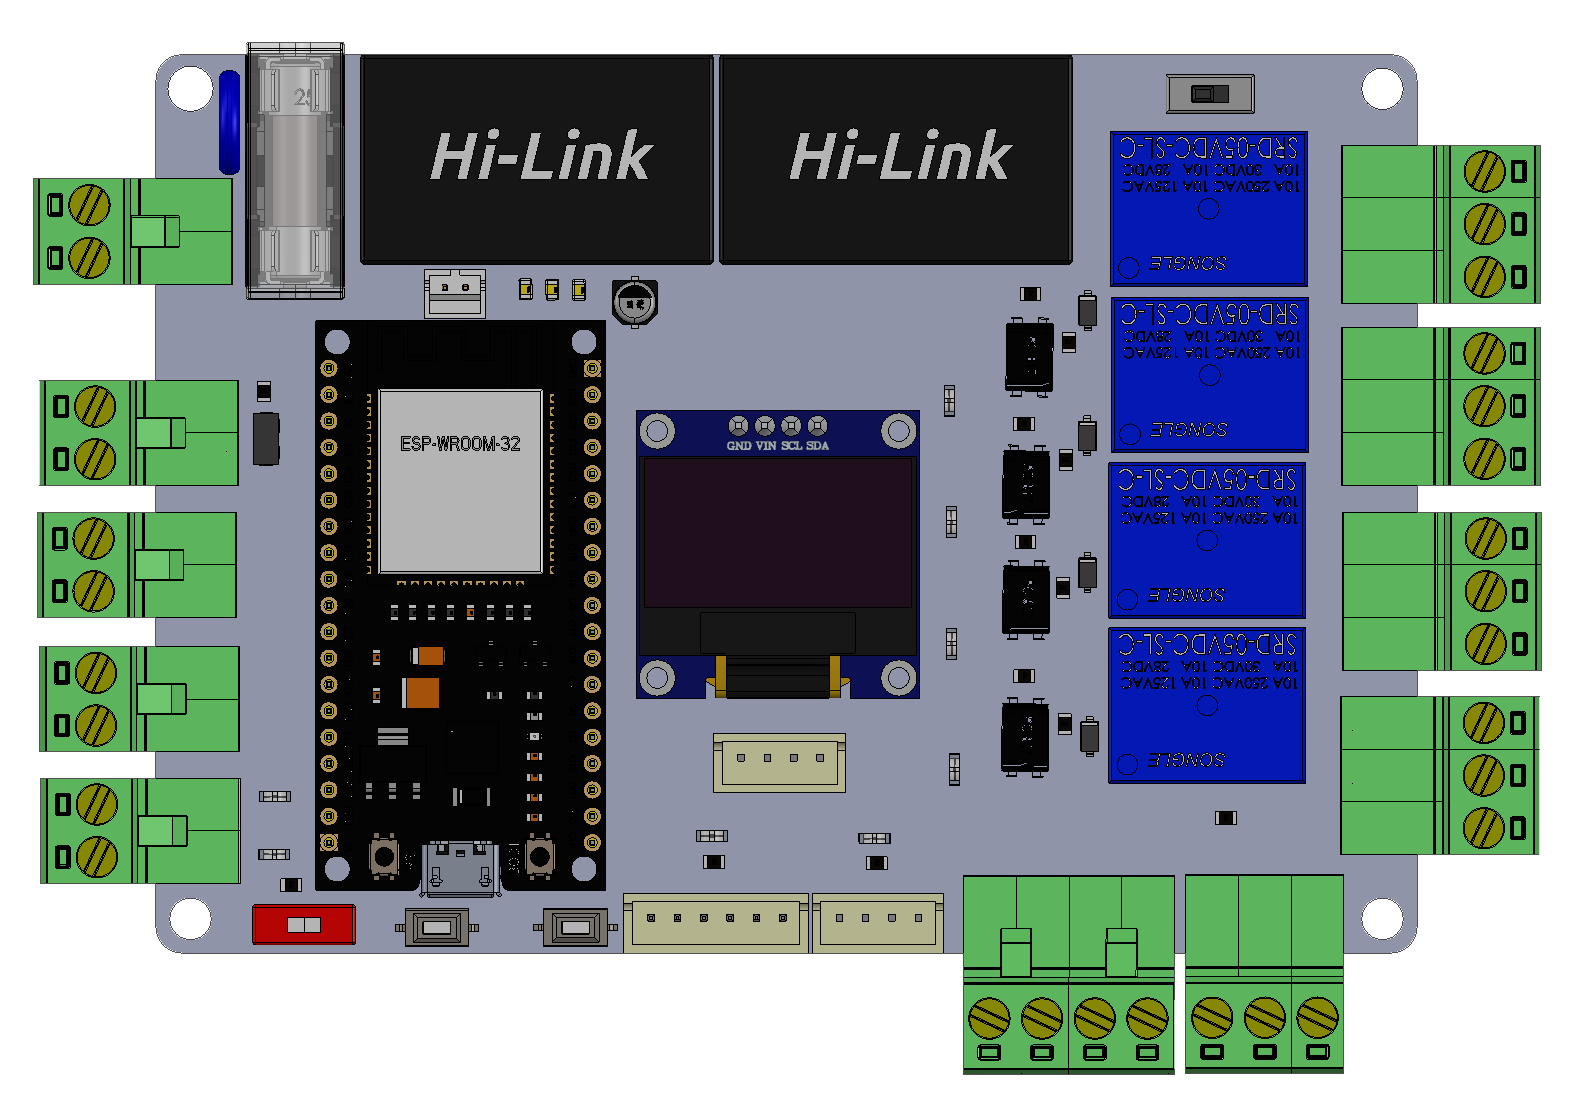 25
Hi-Link
Hi-Link
SRD-05VDC-SL-C
10A 250VAC 10A 125VAC
10A 30VDC 10A 28VDC
SONGLE
SRD-05VDC-SL-C
10A 250VAC 10A 125VAC
10A 30VDC 10A 28VDC
SONGLE
ESP-WROOM-32
GND VIN SCL SDA
SRD-05VDC-SL-C
10A 250VAC 10A 125VAC
10A 30VDC 10A 28VDC
SONGLE
SRD-05VDC-SL-C
10A 250VAC 10A 125VAC
10A 30VDC 10A 28VDC
SONGLE